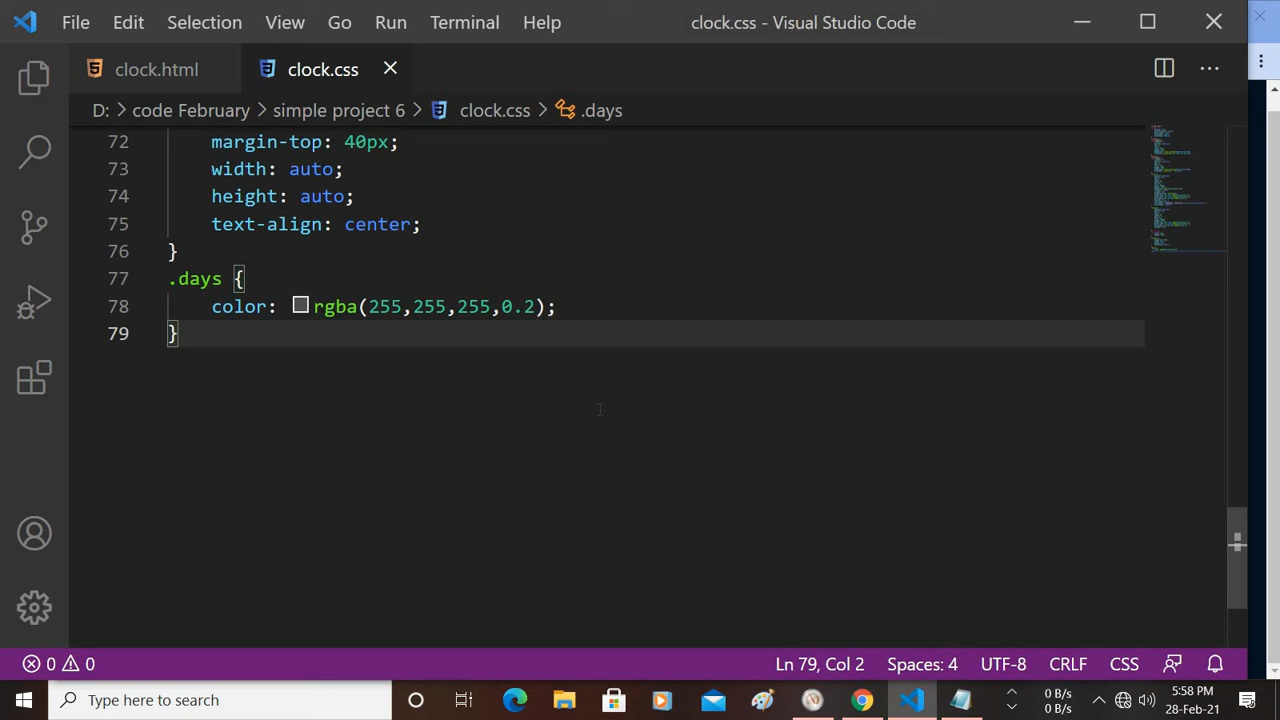 File Edit Selection View Go Run Terminal Help clock.css - Visual Studio Code
clock.html clock.css
D: > code February > simple project 6 > clock.css > .days
72 margin-top: 40px;
73 width: auto;
74 height: auto;
75 text-align: center;
76 }
77 .days {
78 color: rgba(255,255,255,0.2);
79 }
0 0 Ln 79, Col 2 Spaces: 4 UTF-8 CRLF CSS
Type here to search
0 B/s
0 B/s
5:58 PM
28-Feb-21